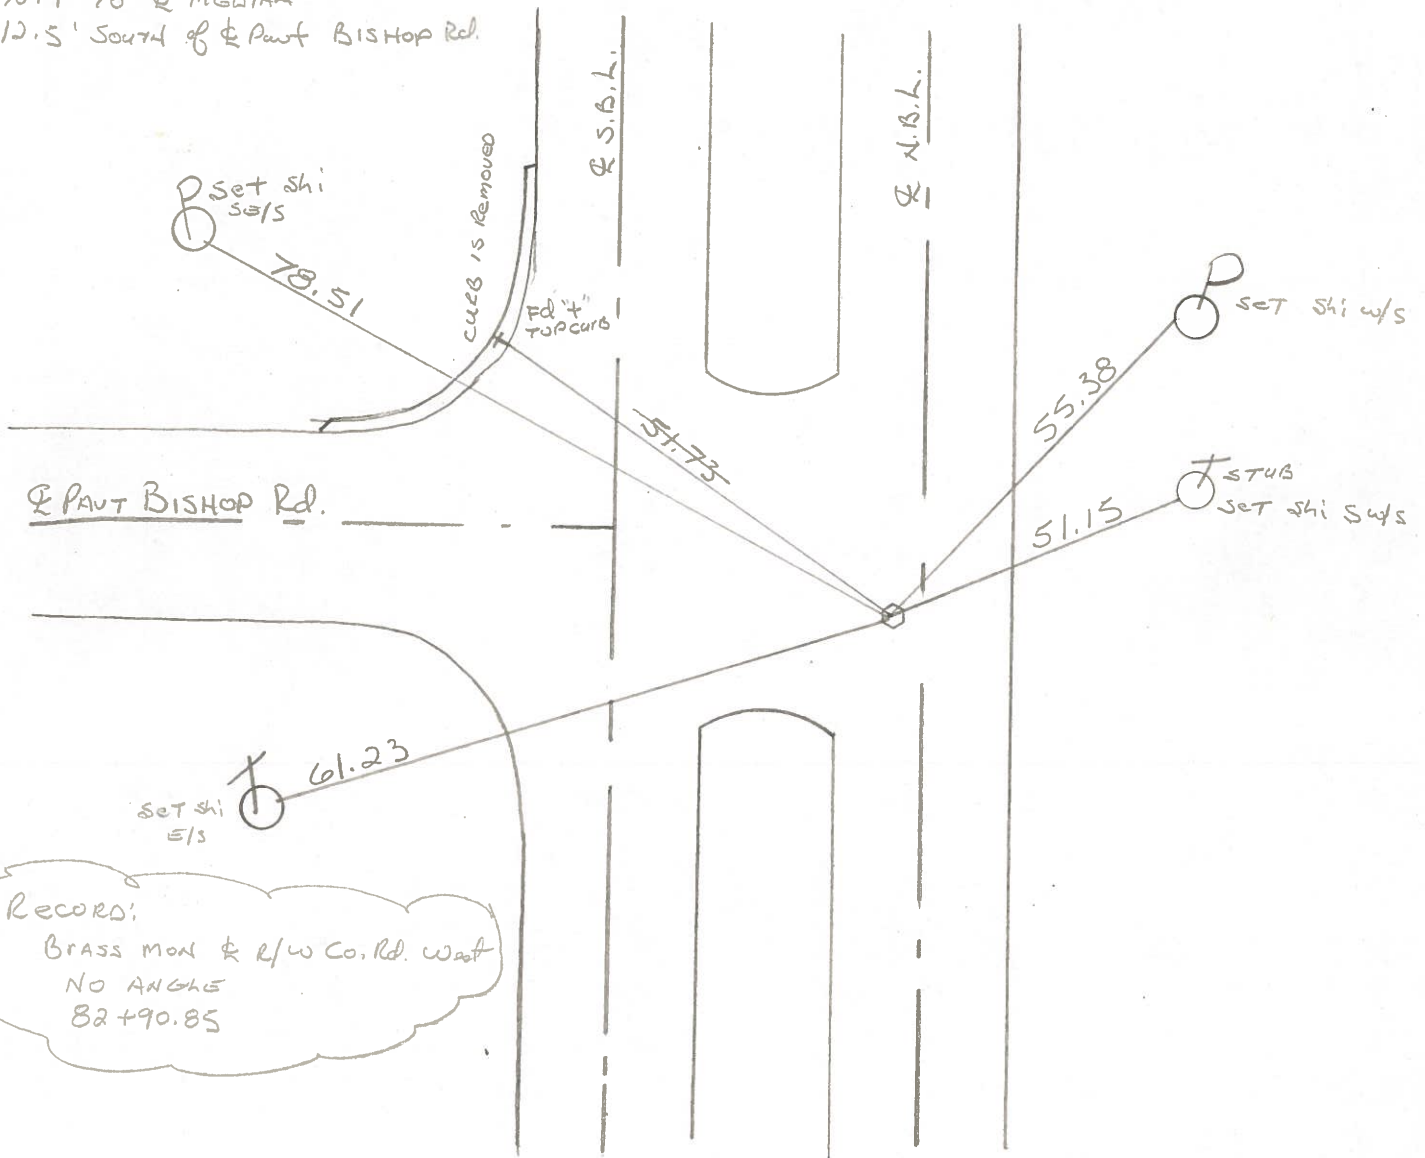 12.5' South of ℄ Pavt BISHOP Rd.
℄ S.B.L.
℄ N.B.L.
CURB IS REMOVED
Set Shi
SE/S
78.51
Fd "+"
TOP CURB
51.73
SET Shi W/S
55.38
STUB
SET Shi SW/S
51.15
℄ PAVT BISHOP Rd.
61.23
SET Shi
E/S
RECORD:
BRASS MON ℄ R/W Co. Rd. West
NO ANGLE
82+90.85